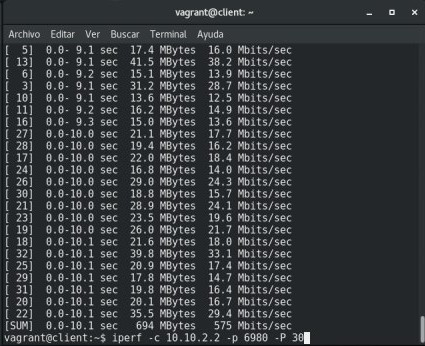 vagrant@client: ~
Archivo Editar Ver Buscar Terminal Ayuda
[  5]  0.0- 9.1 sec  17.4 MBytes  16.0 Mbits/sec
[ 13]  0.0- 9.1 sec  41.5 MBytes  38.2 Mbits/sec
[  6]  0.0- 9.2 sec  15.1 MBytes  13.9 Mbits/sec
[  3]  0.0- 9.1 sec  31.2 MBytes  28.7 Mbits/sec
[ 10]  0.0- 9.1 sec  13.6 MBytes  12.5 Mbits/sec
[ 11]  0.0- 9.2 sec  16.2 MBytes  14.9 Mbits/sec
[ 16]  0.0- 9.3 sec  15.0 MBytes  13.6 Mbits/sec
[ 27]  0.0-10.0 sec  21.1 MBytes  17.7 Mbits/sec
[ 28]  0.0-10.0 sec  19.4 MBytes  16.2 Mbits/sec
[ 17]  0.0-10.0 sec  22.0 MBytes  18.4 Mbits/sec
[ 24]  0.0-10.0 sec  16.8 MBytes  14.0 Mbits/sec
[ 26]  0.0-10.0 sec  29.0 MBytes  24.3 Mbits/sec
[ 30]  0.0-10.0 sec  18.8 MBytes  15.7 Mbits/sec
[ 21]  0.0-10.0 sec  28.9 MBytes  24.1 Mbits/sec
[ 23]  0.0-10.0 sec  23.5 MBytes  19.6 Mbits/sec
[ 19]  0.0-10.0 sec  26.0 MBytes  21.7 Mbits/sec
[ 18]  0.0-10.1 sec  21.6 MBytes  18.0 Mbits/sec
[ 32]  0.0-10.1 sec  39.8 MBytes  33.1 Mbits/sec
[ 25]  0.0-10.1 sec  20.9 MBytes  17.4 Mbits/sec
[ 29]  0.0-10.1 sec  17.8 MBytes  14.7 Mbits/sec
[ 31]  0.0-10.1 sec  19.8 MBytes  16.4 Mbits/sec
[ 20]  0.0-10.1 sec  20.1 MBytes  16.7 Mbits/sec
[ 22]  0.0-10.1 sec  35.5 MBytes  29.4 Mbits/sec
[SUM]  0.0-10.1 sec   694 MBytes   575 Mbits/sec
vagrant@client:~$ iperf -c 10.10.2.2 -p 6980 -P 30